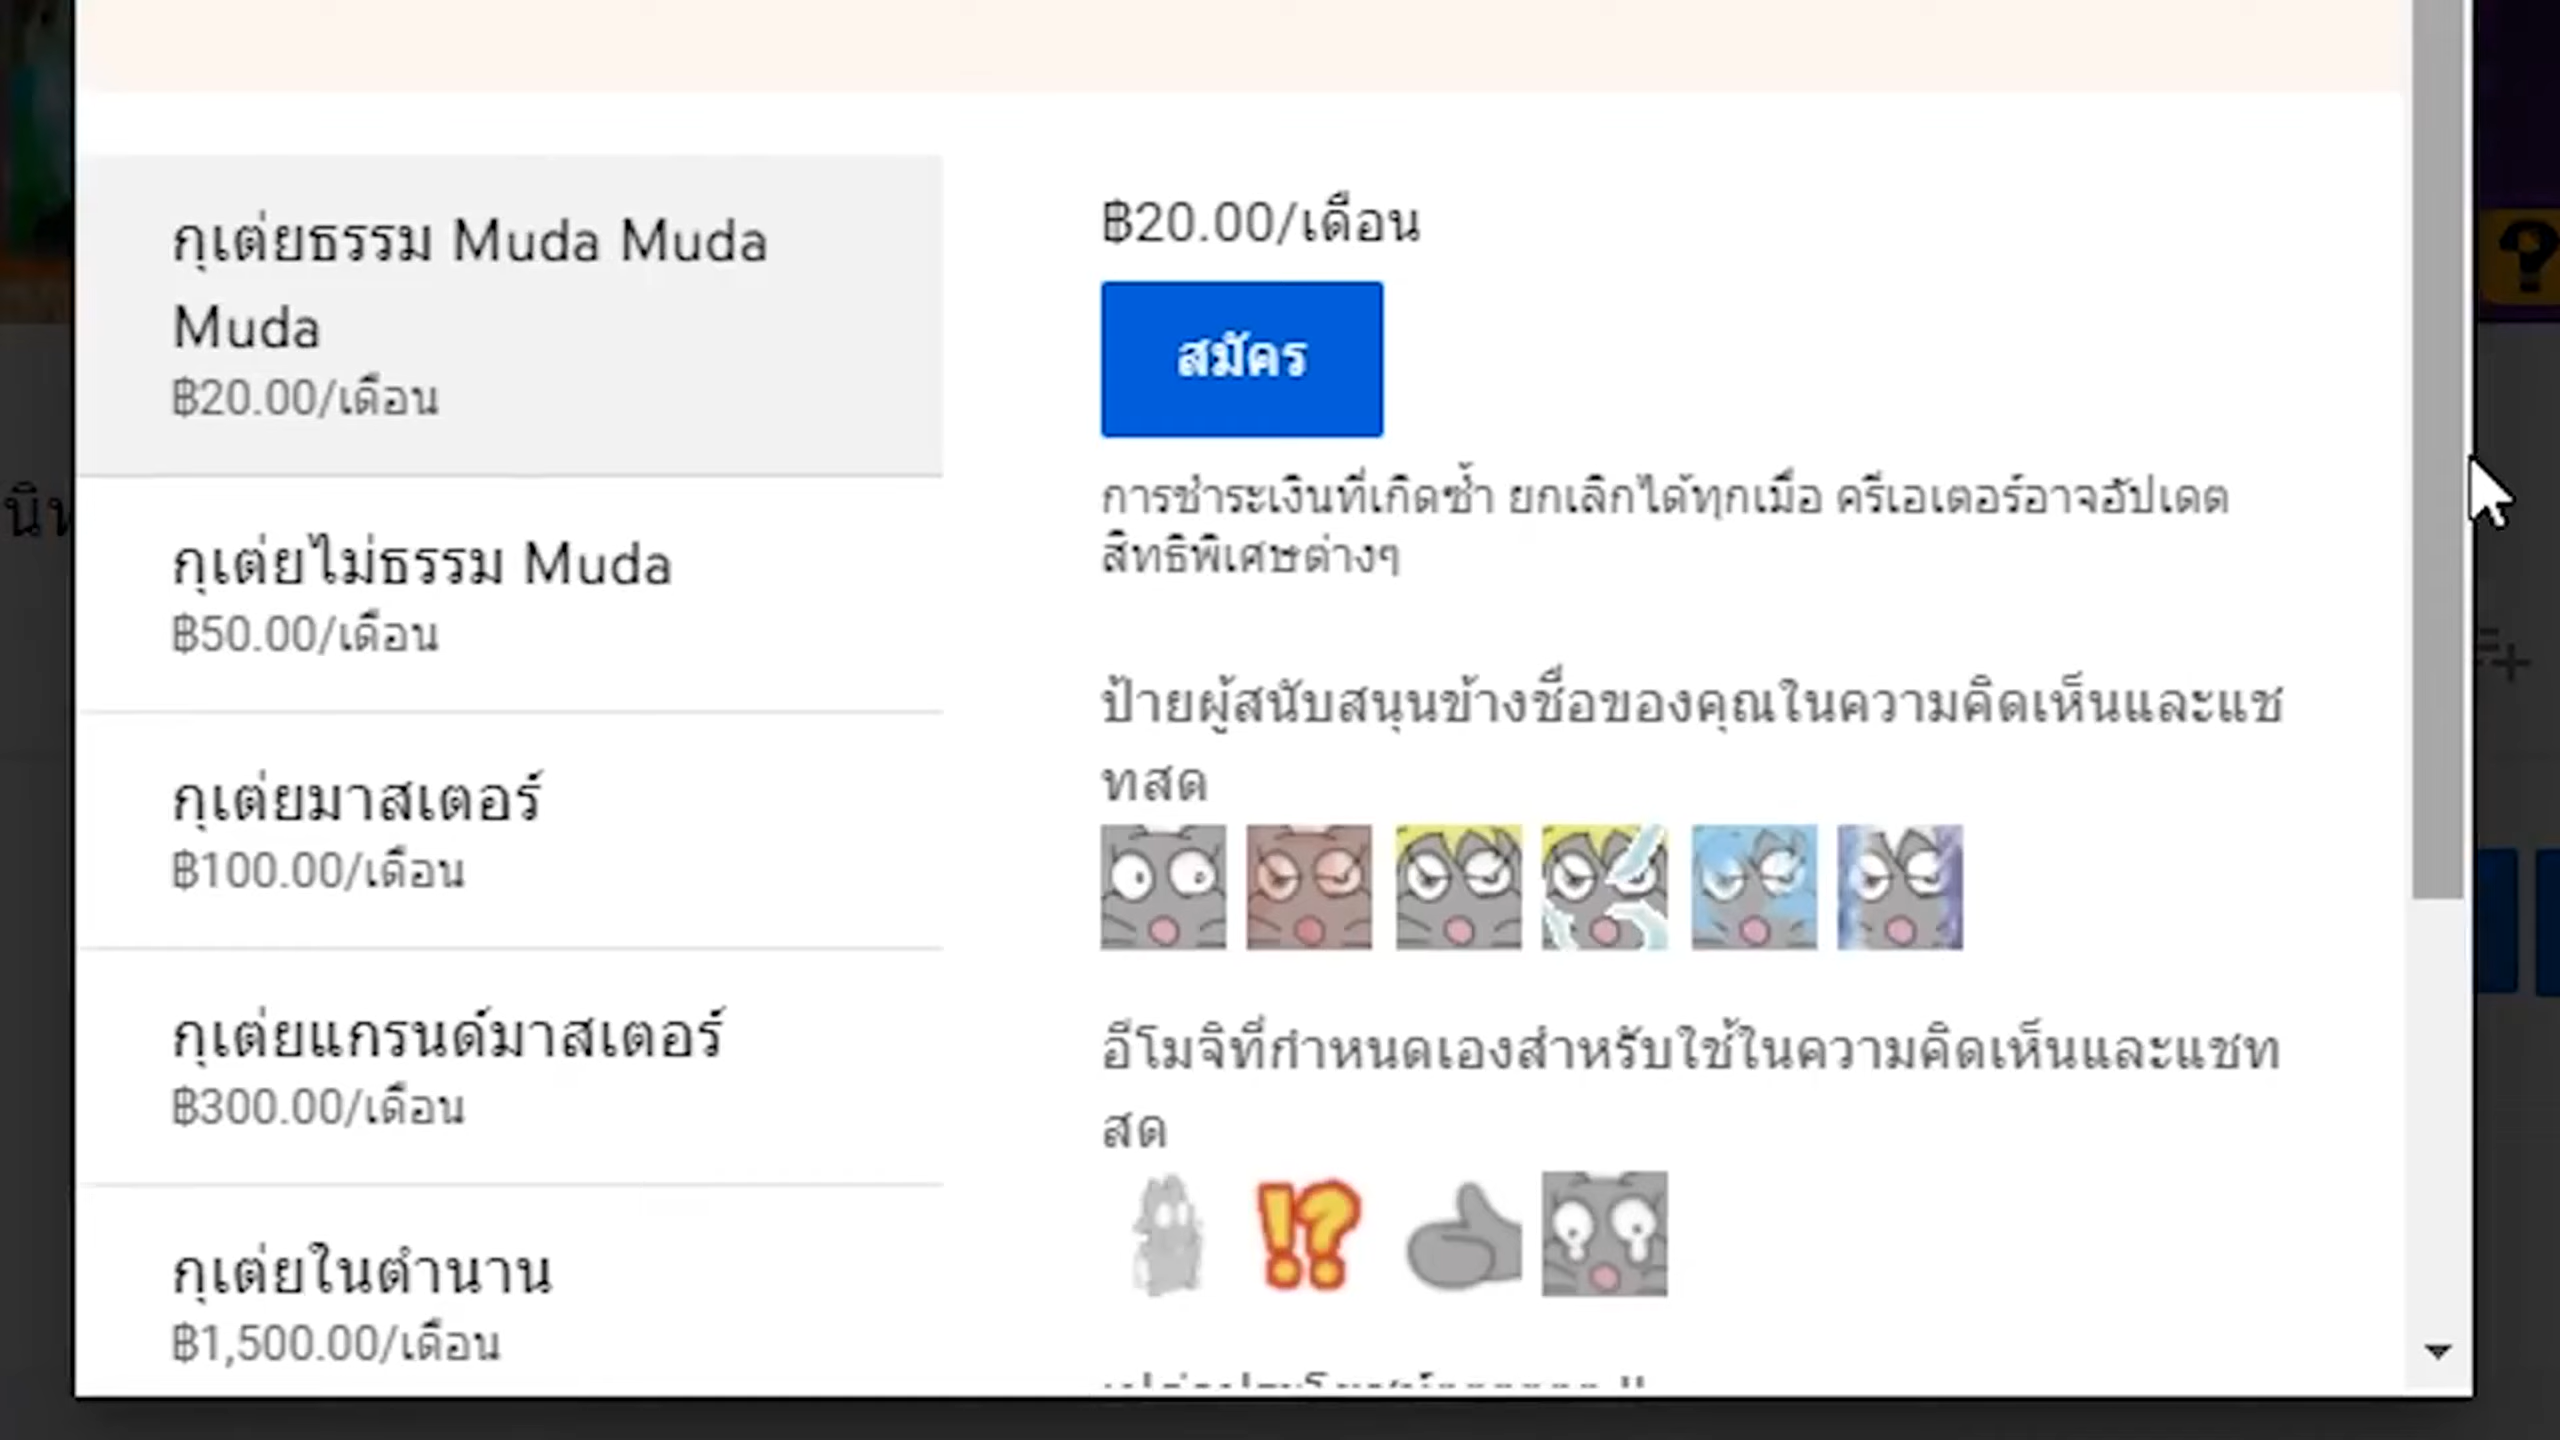 กุเต่ยธรรม Muda Muda
Muda
฿20.00/เดือน
กุเต่ยไม่ธรรม Muda
฿50.00/เดือน
กุเต่ยมาสเตอร์
฿100.00/เดือน
กุเต่ยแกรนด์มาสเตอร์
฿300.00/เดือน
กุเต่ยในตำนาน
฿1,500.00/เดือน
฿20.00/เดือน
สมัคร
การชำระเงินที่เกิดซ้ำ ยกเลิกได้ทุกเมื่อ ครีเอเตอร์อาจอัปเดต
สิทธิพิเศษต่างๆ
ป้ายผู้สนับสนุนข้างชื่อของคุณในความคิดเห็นและแช
ทสด
อีโมจิที่กำหนดเองสำหรับใช้ในความคิดเห็นและแชท
สด
!?
?